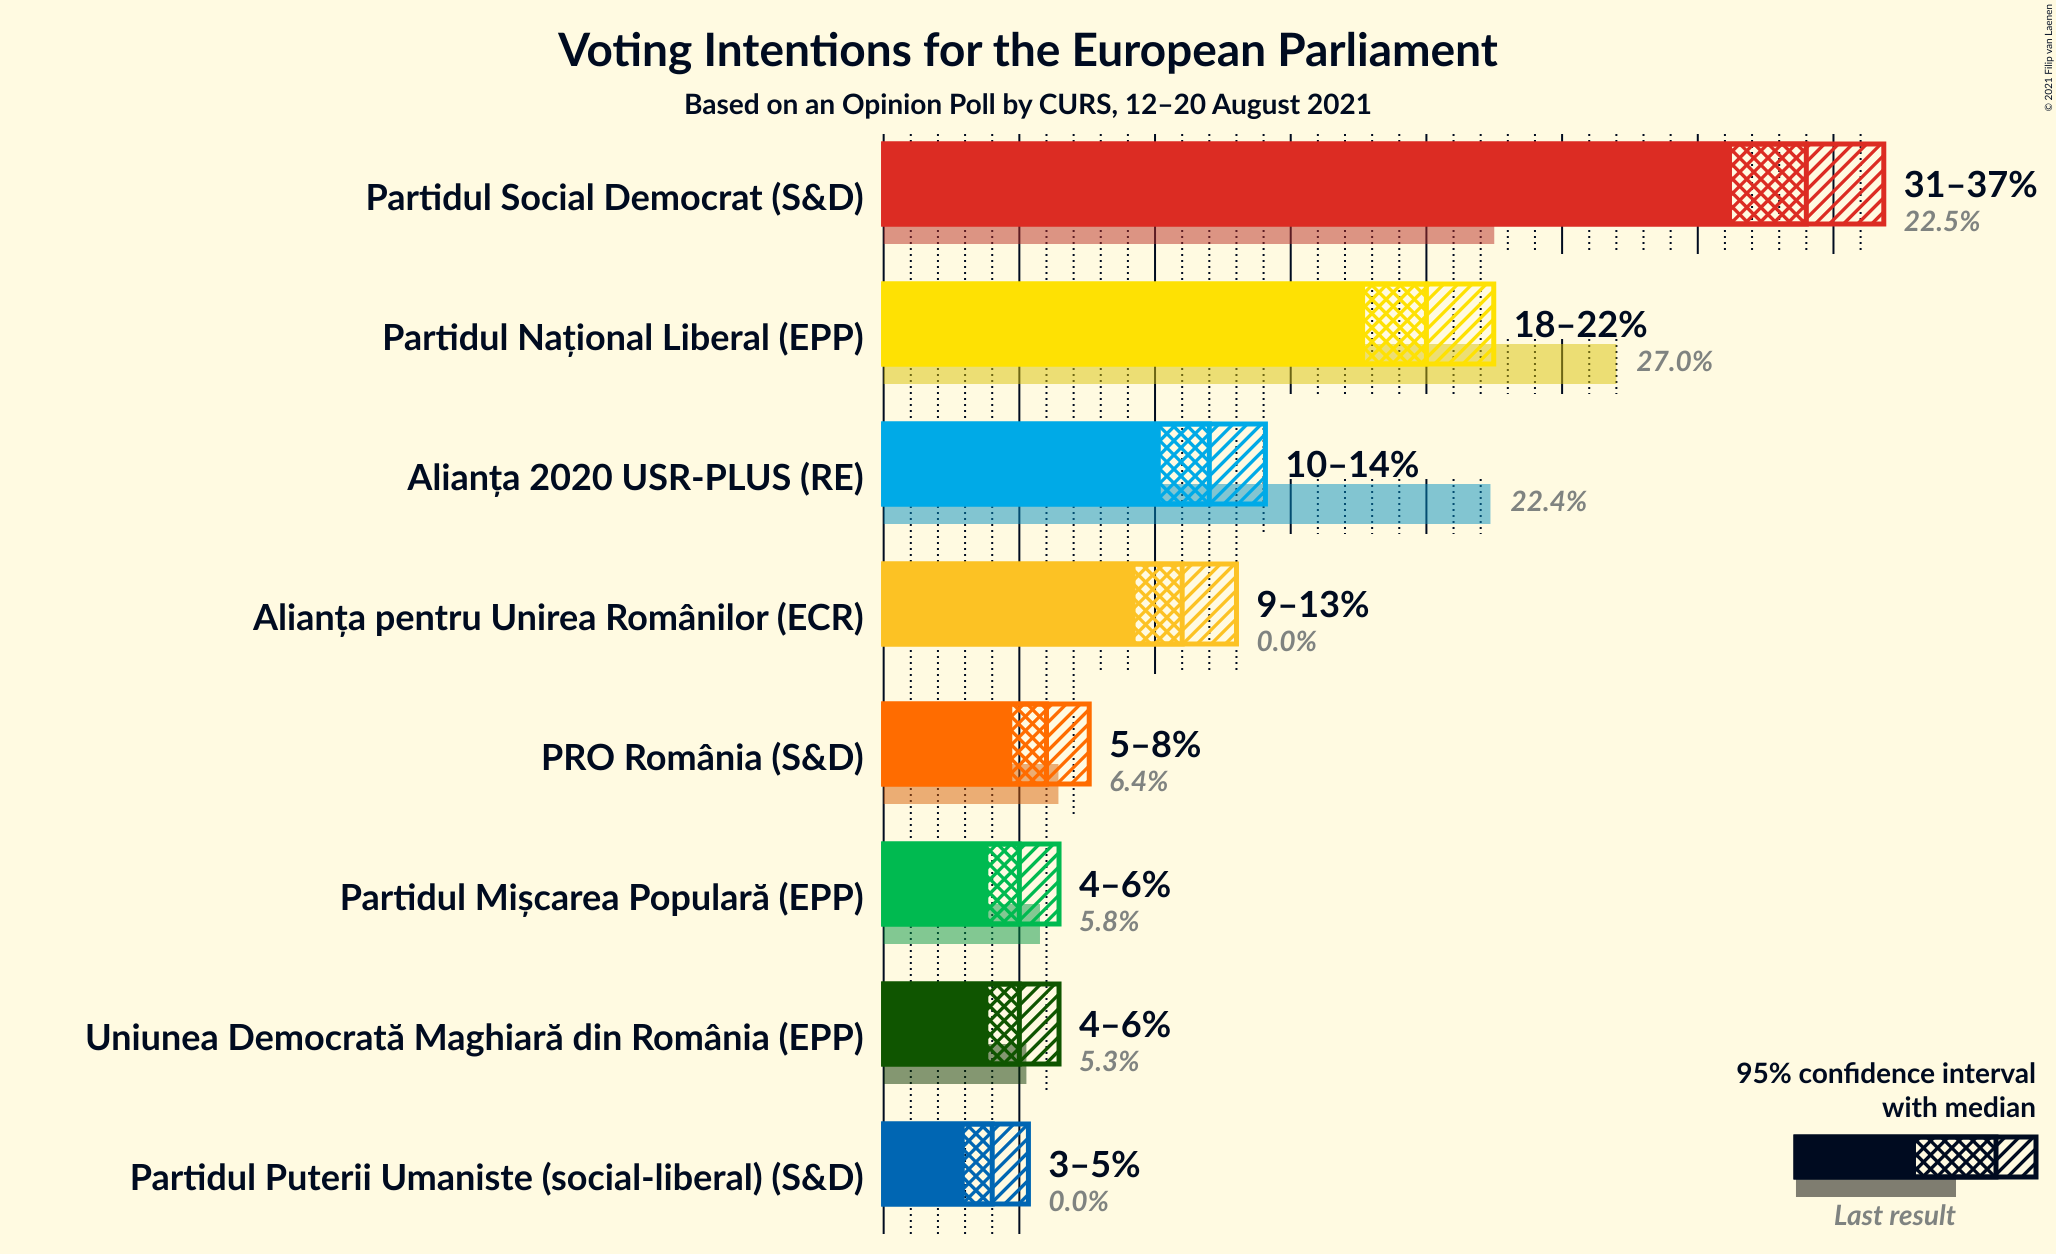 Voting Intentions for the European Parliament
Based on an Opinion Poll by CURS, 12–20 August 2021
© 2021 Filip van Laenen
Partidul Social Democrat (S&D)
31–37%
22.5%
Partidul Național Liberal (EPP)
18–22%
27.0%
Alianța 2020 USR-PLUS (RE)
10–14%
22.4%
Alianța pentru Unirea Românilor (ECR)
9–13%
0.0%
PRO România (S&D)
5–8%
6.4%
Partidul Mișcarea Populară (EPP)
4–6%
5.8%
Uniunea Democrată Maghiară din România (EPP)
4–6%
5.3%
Partidul Puterii Umaniste (social-liberal) (S&D)
3–5%
0.0%
95% confidence interval
with median
Last result